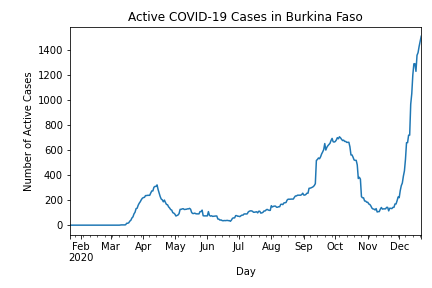 Active COVID-19 Cases in Burkina Faso
Number of Active Cases
1400
1200
1000
800
600
400
200
0
Feb Mar Apr May Jun Jul Aug Sep Oct Nov Dec
2020
Day